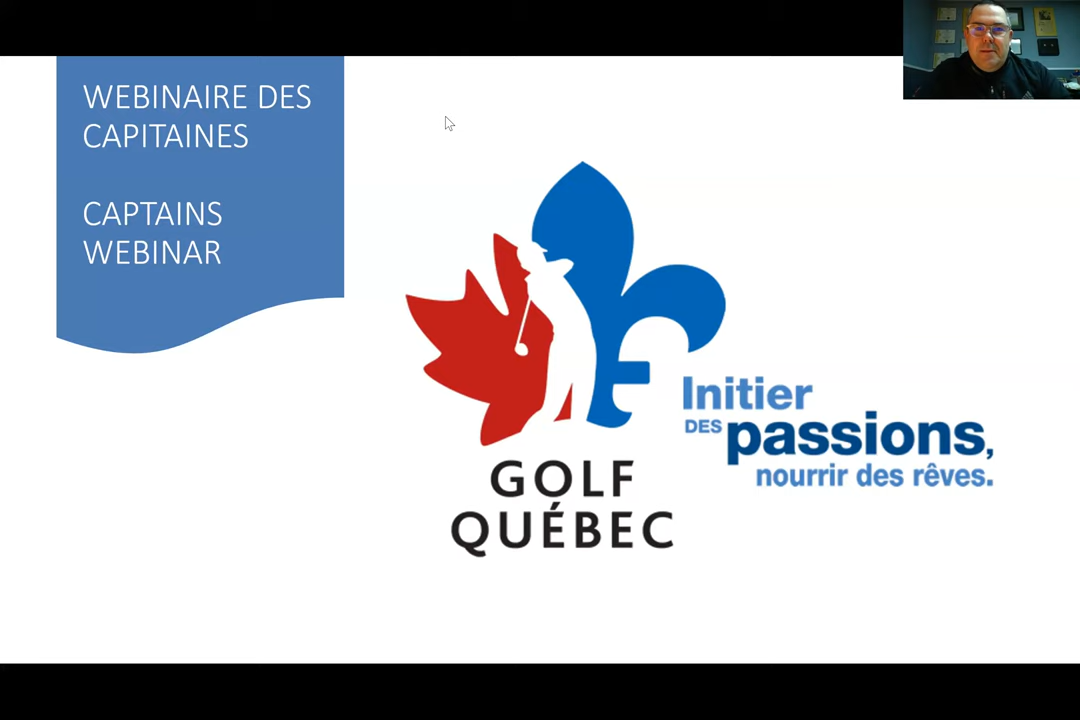 WEBINAIRE DES
CAPITAINES
CAPTAINS
WEBINAR
GOLF
QUÉBEC
Initier
DES passions,
nourrir des rêves.